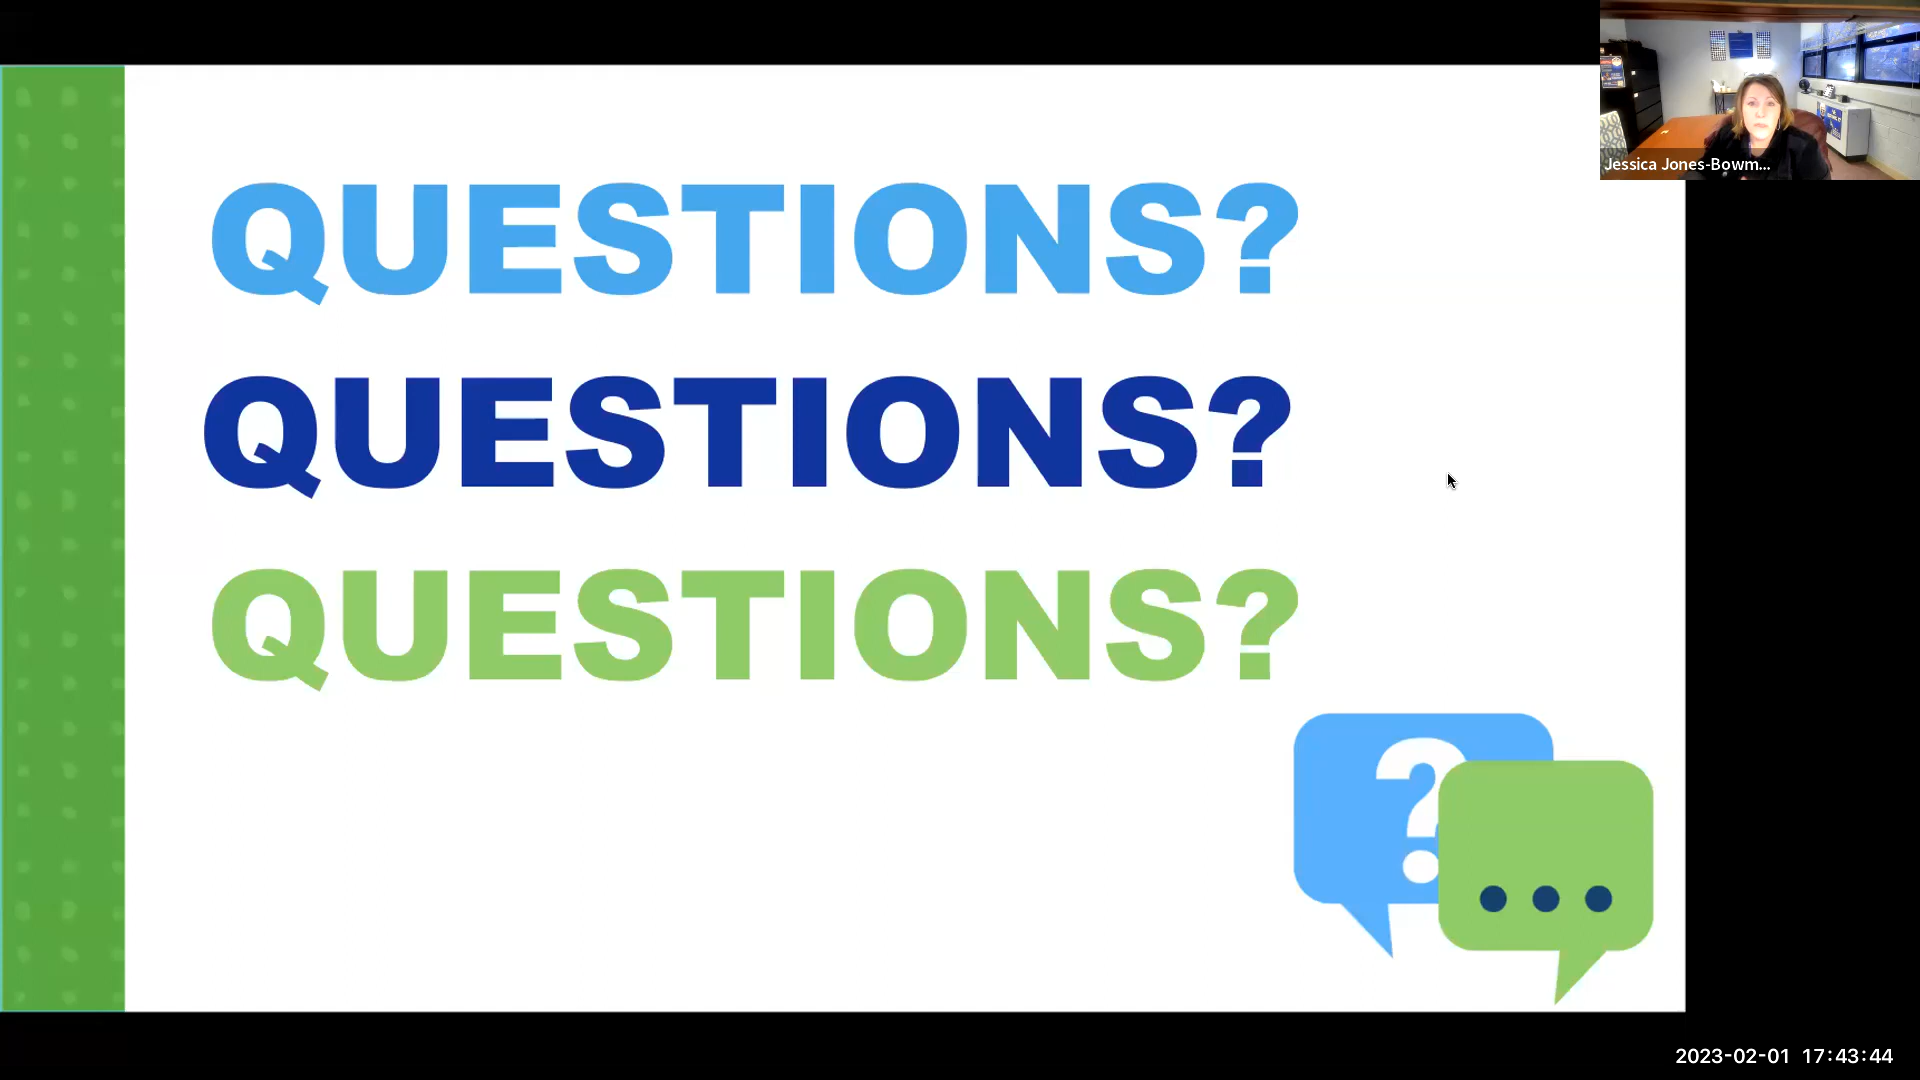 Jessica Jones-Bowm...
QUESTIONS?
QUESTIONS?
QUESTIONS?
?
2023-02-01 17:43:44